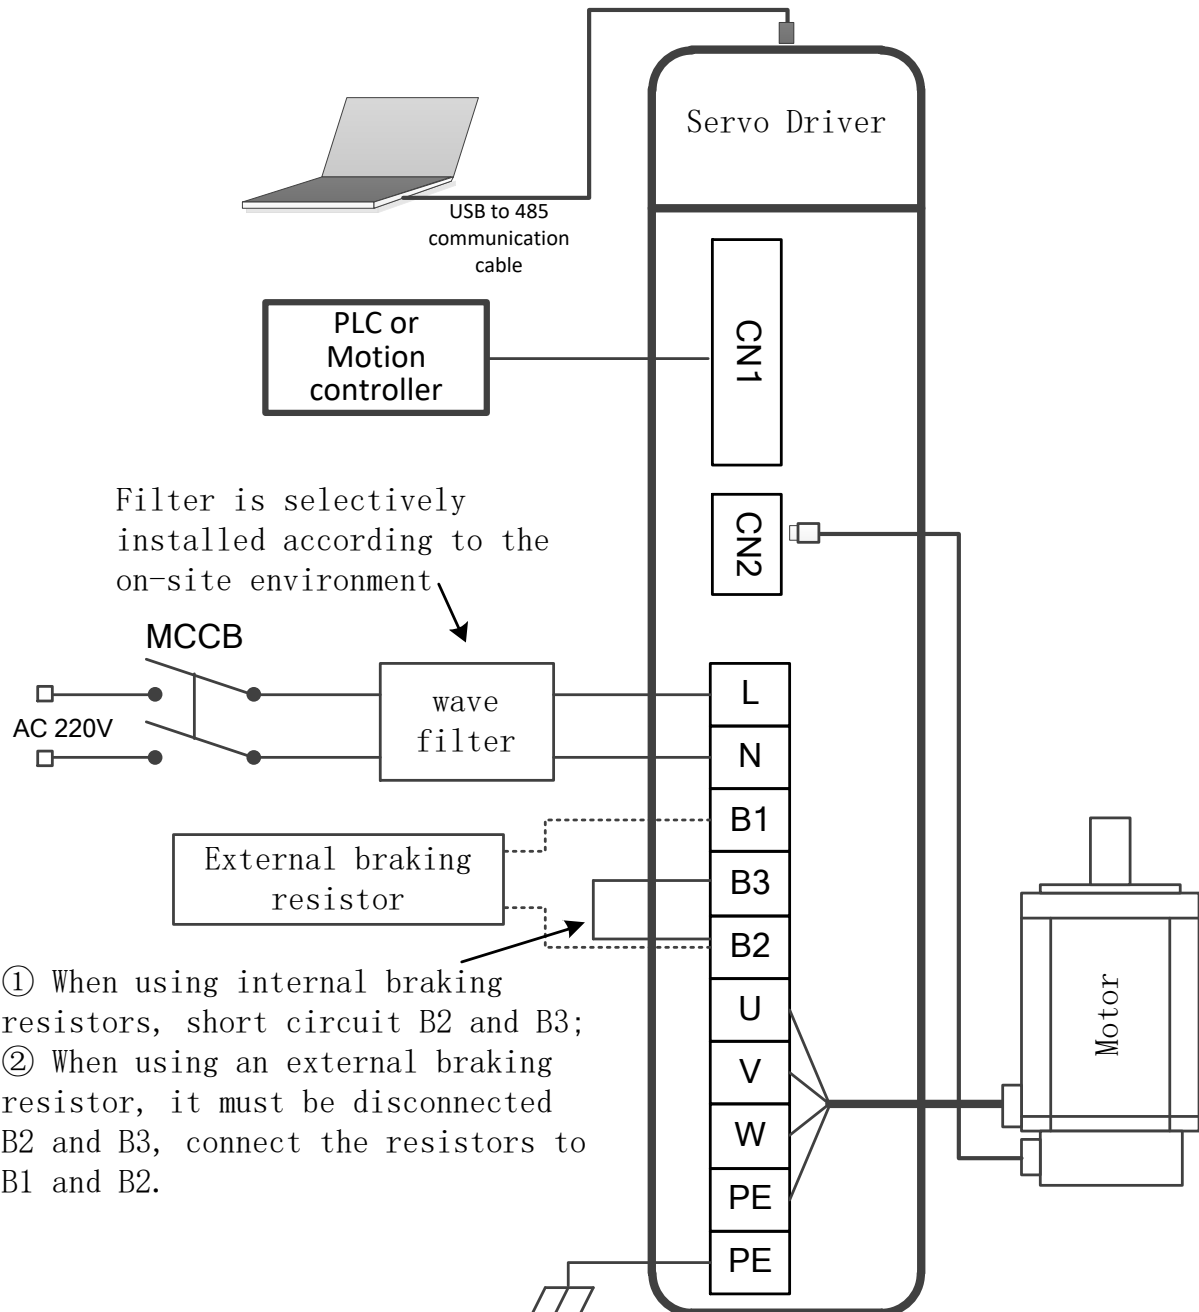 Servo Driver
USB to 485
communication
cable
PLC or
Motion
controller
CN1
Filter is selectively
installed according to the
on-site environment
CN2
MCCB
AC 220V
wave
filter
L
N
B1
External braking
resistor
B3
B2
① When using internal braking
resistors, short circuit B2 and B3;
② When using an external braking
resistor, it must be disconnected
B2 and B3, connect the resistors to
B1 and B2.
U
V
W
PE
PE
Motor